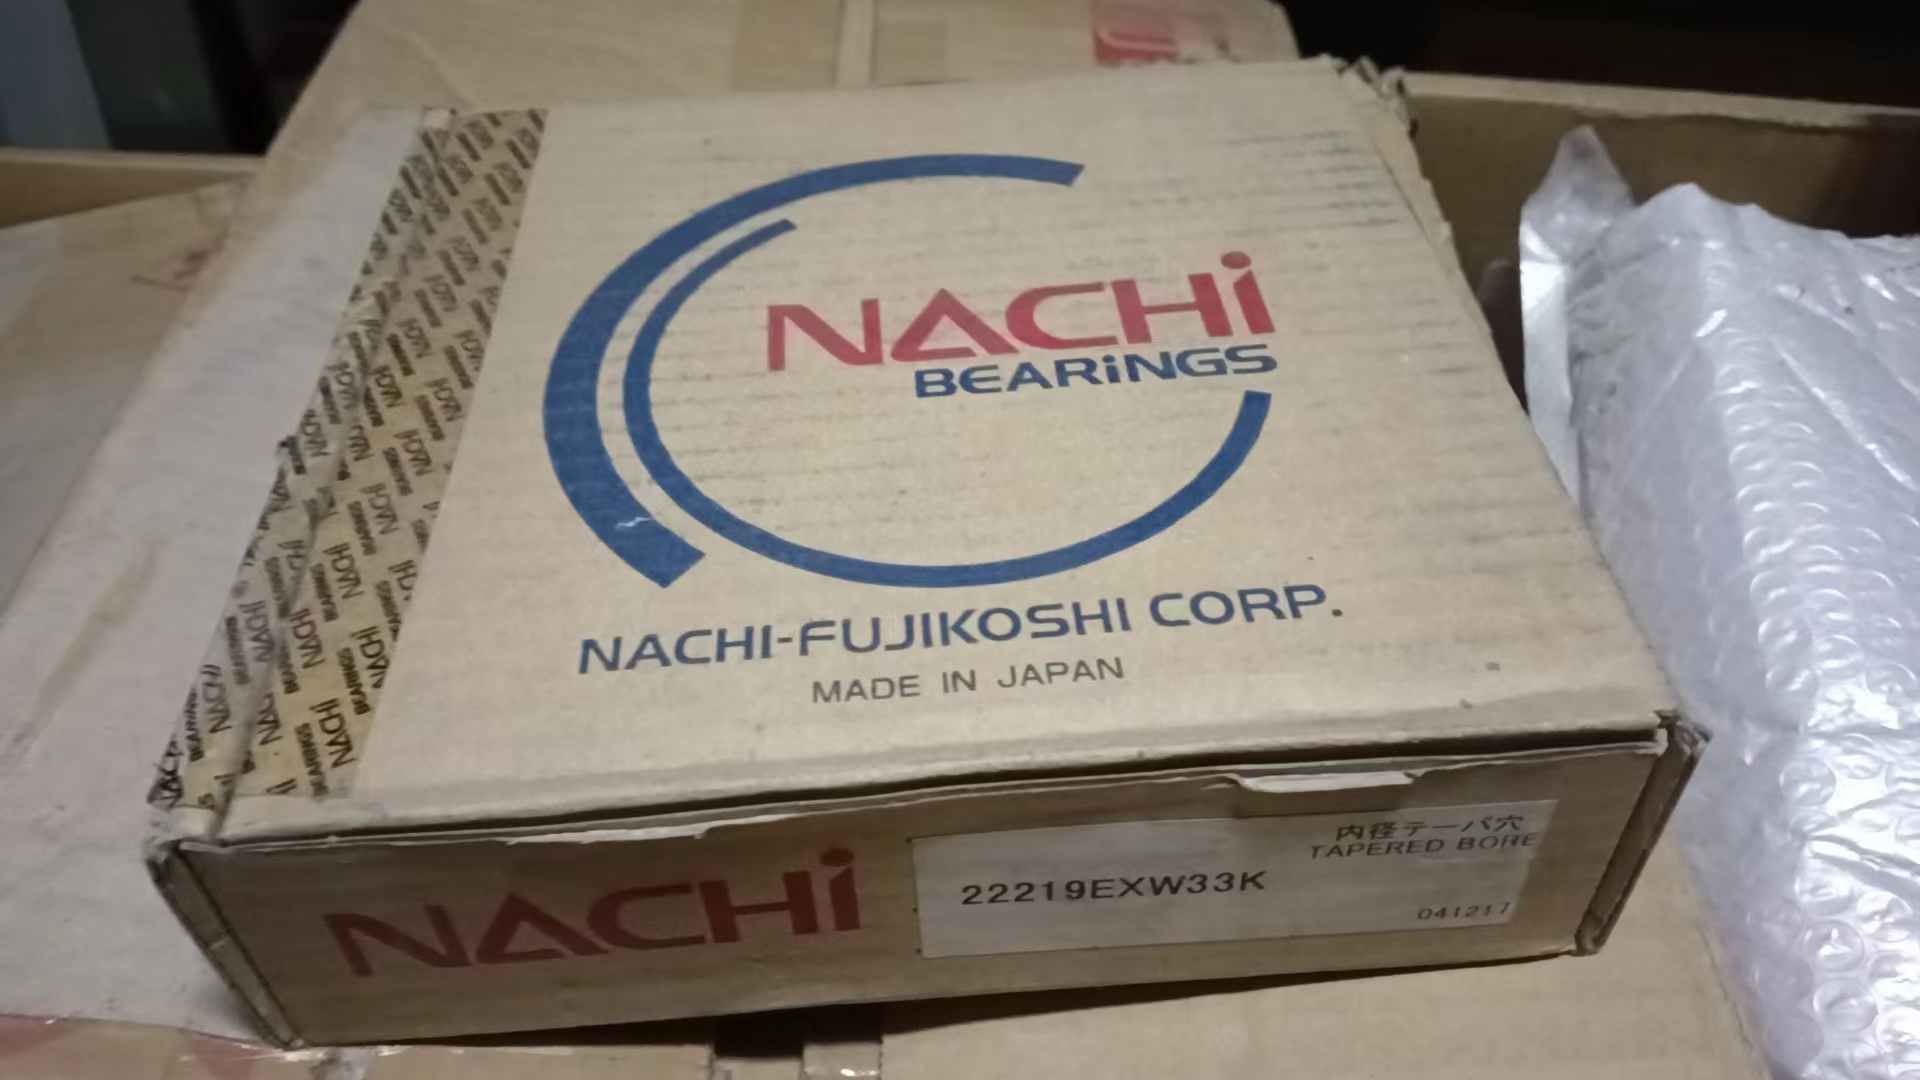 NACHi
BEARiNGS
NACHI-FUJIKOSHI CORP.
MADE IN JAPAN
NACHi
内径テーパ穴
TAPERED BORE
22219EXW33K
041217